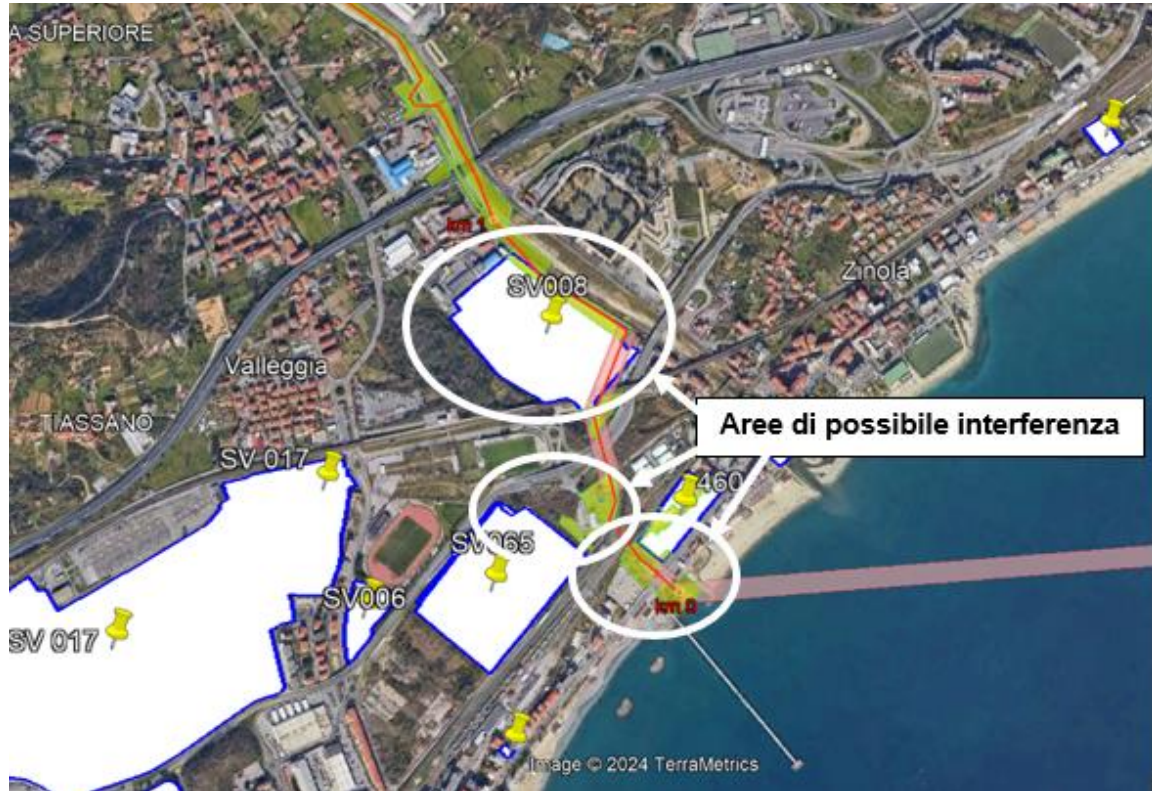 A SUPERIORE
km 1
SV008
Zinola
Valleggia
TIASSANO
Aree di possibile interferenza
SV 017
460
SV065
SV006
km 0
SV 017
Image © 2024 TerraMetrics